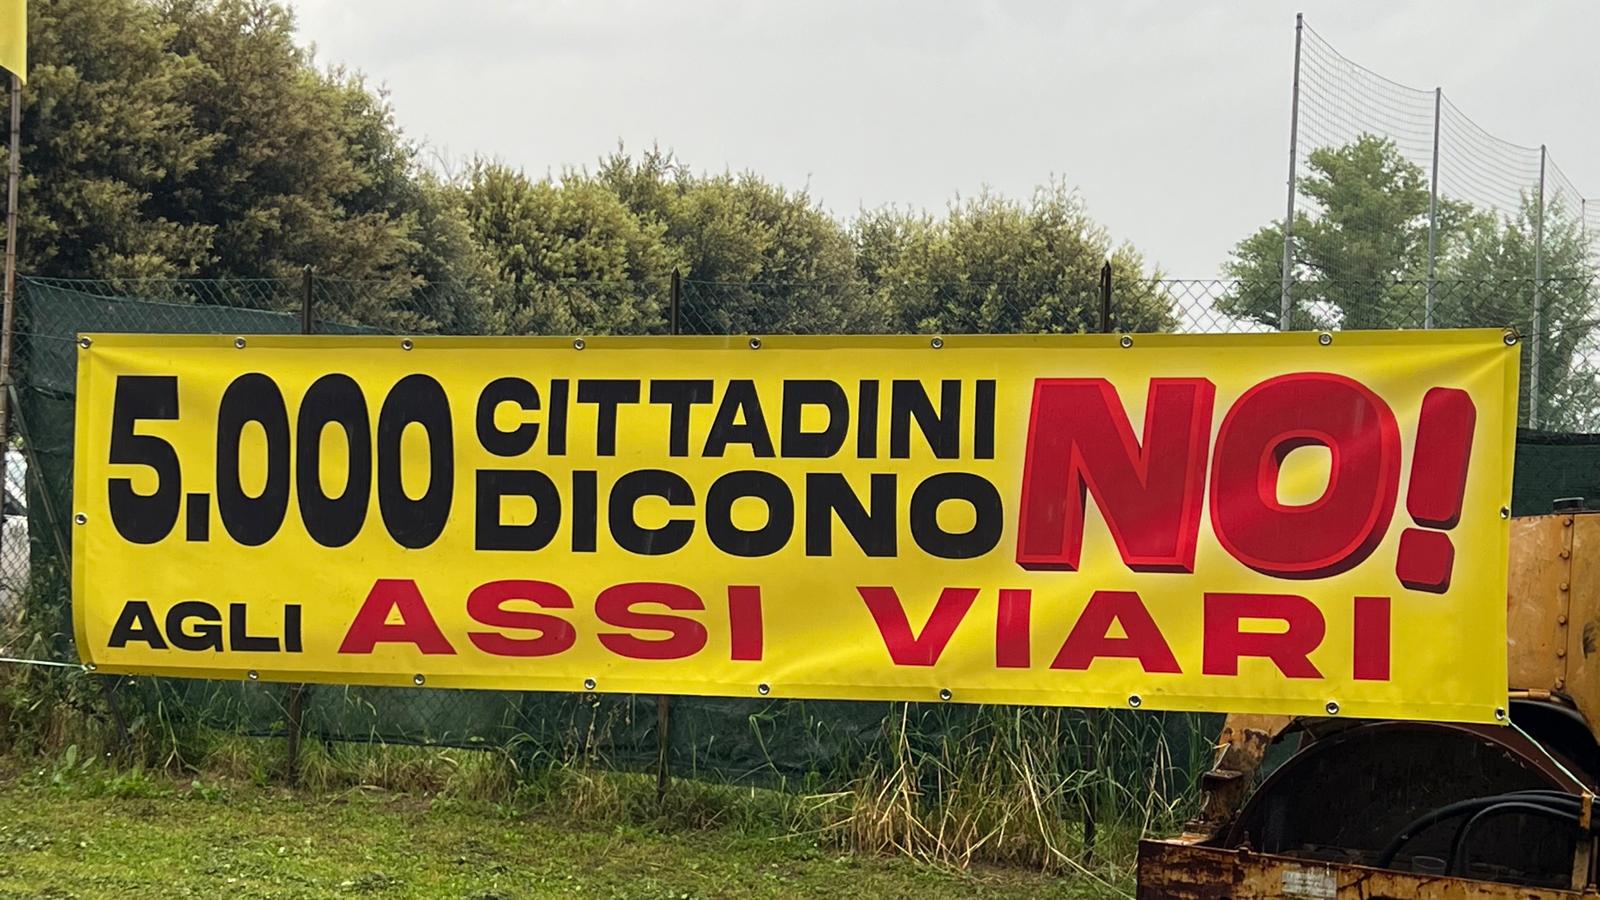 5.000 CITTADINI NO!
DICONO
AGLI ASSI VIARI